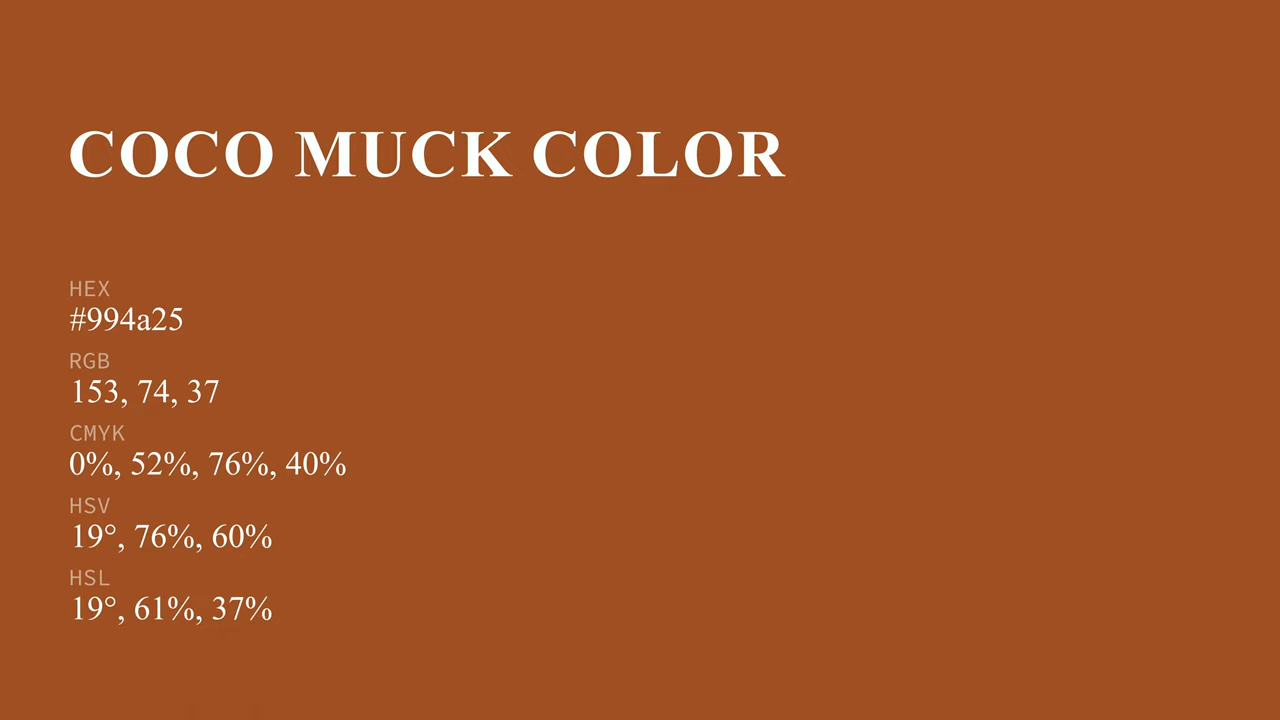 COCO MUCK COLOR
HEX
#994a25
RGB
153, 74, 37
CMYK
0%, 52%, 76%, 40%
HSV
19°, 76%, 60%
HSL
19°, 61%, 37%